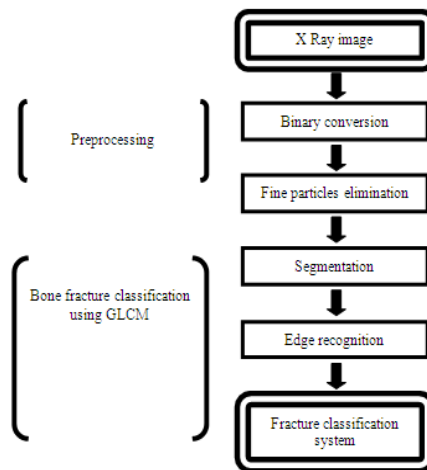 X Ray image
Preprocessing
Binary conversion
Fine particles elimination
Bone fracture classification
using GLCM
Segmentation
Edge recognition
Fracture classification
system